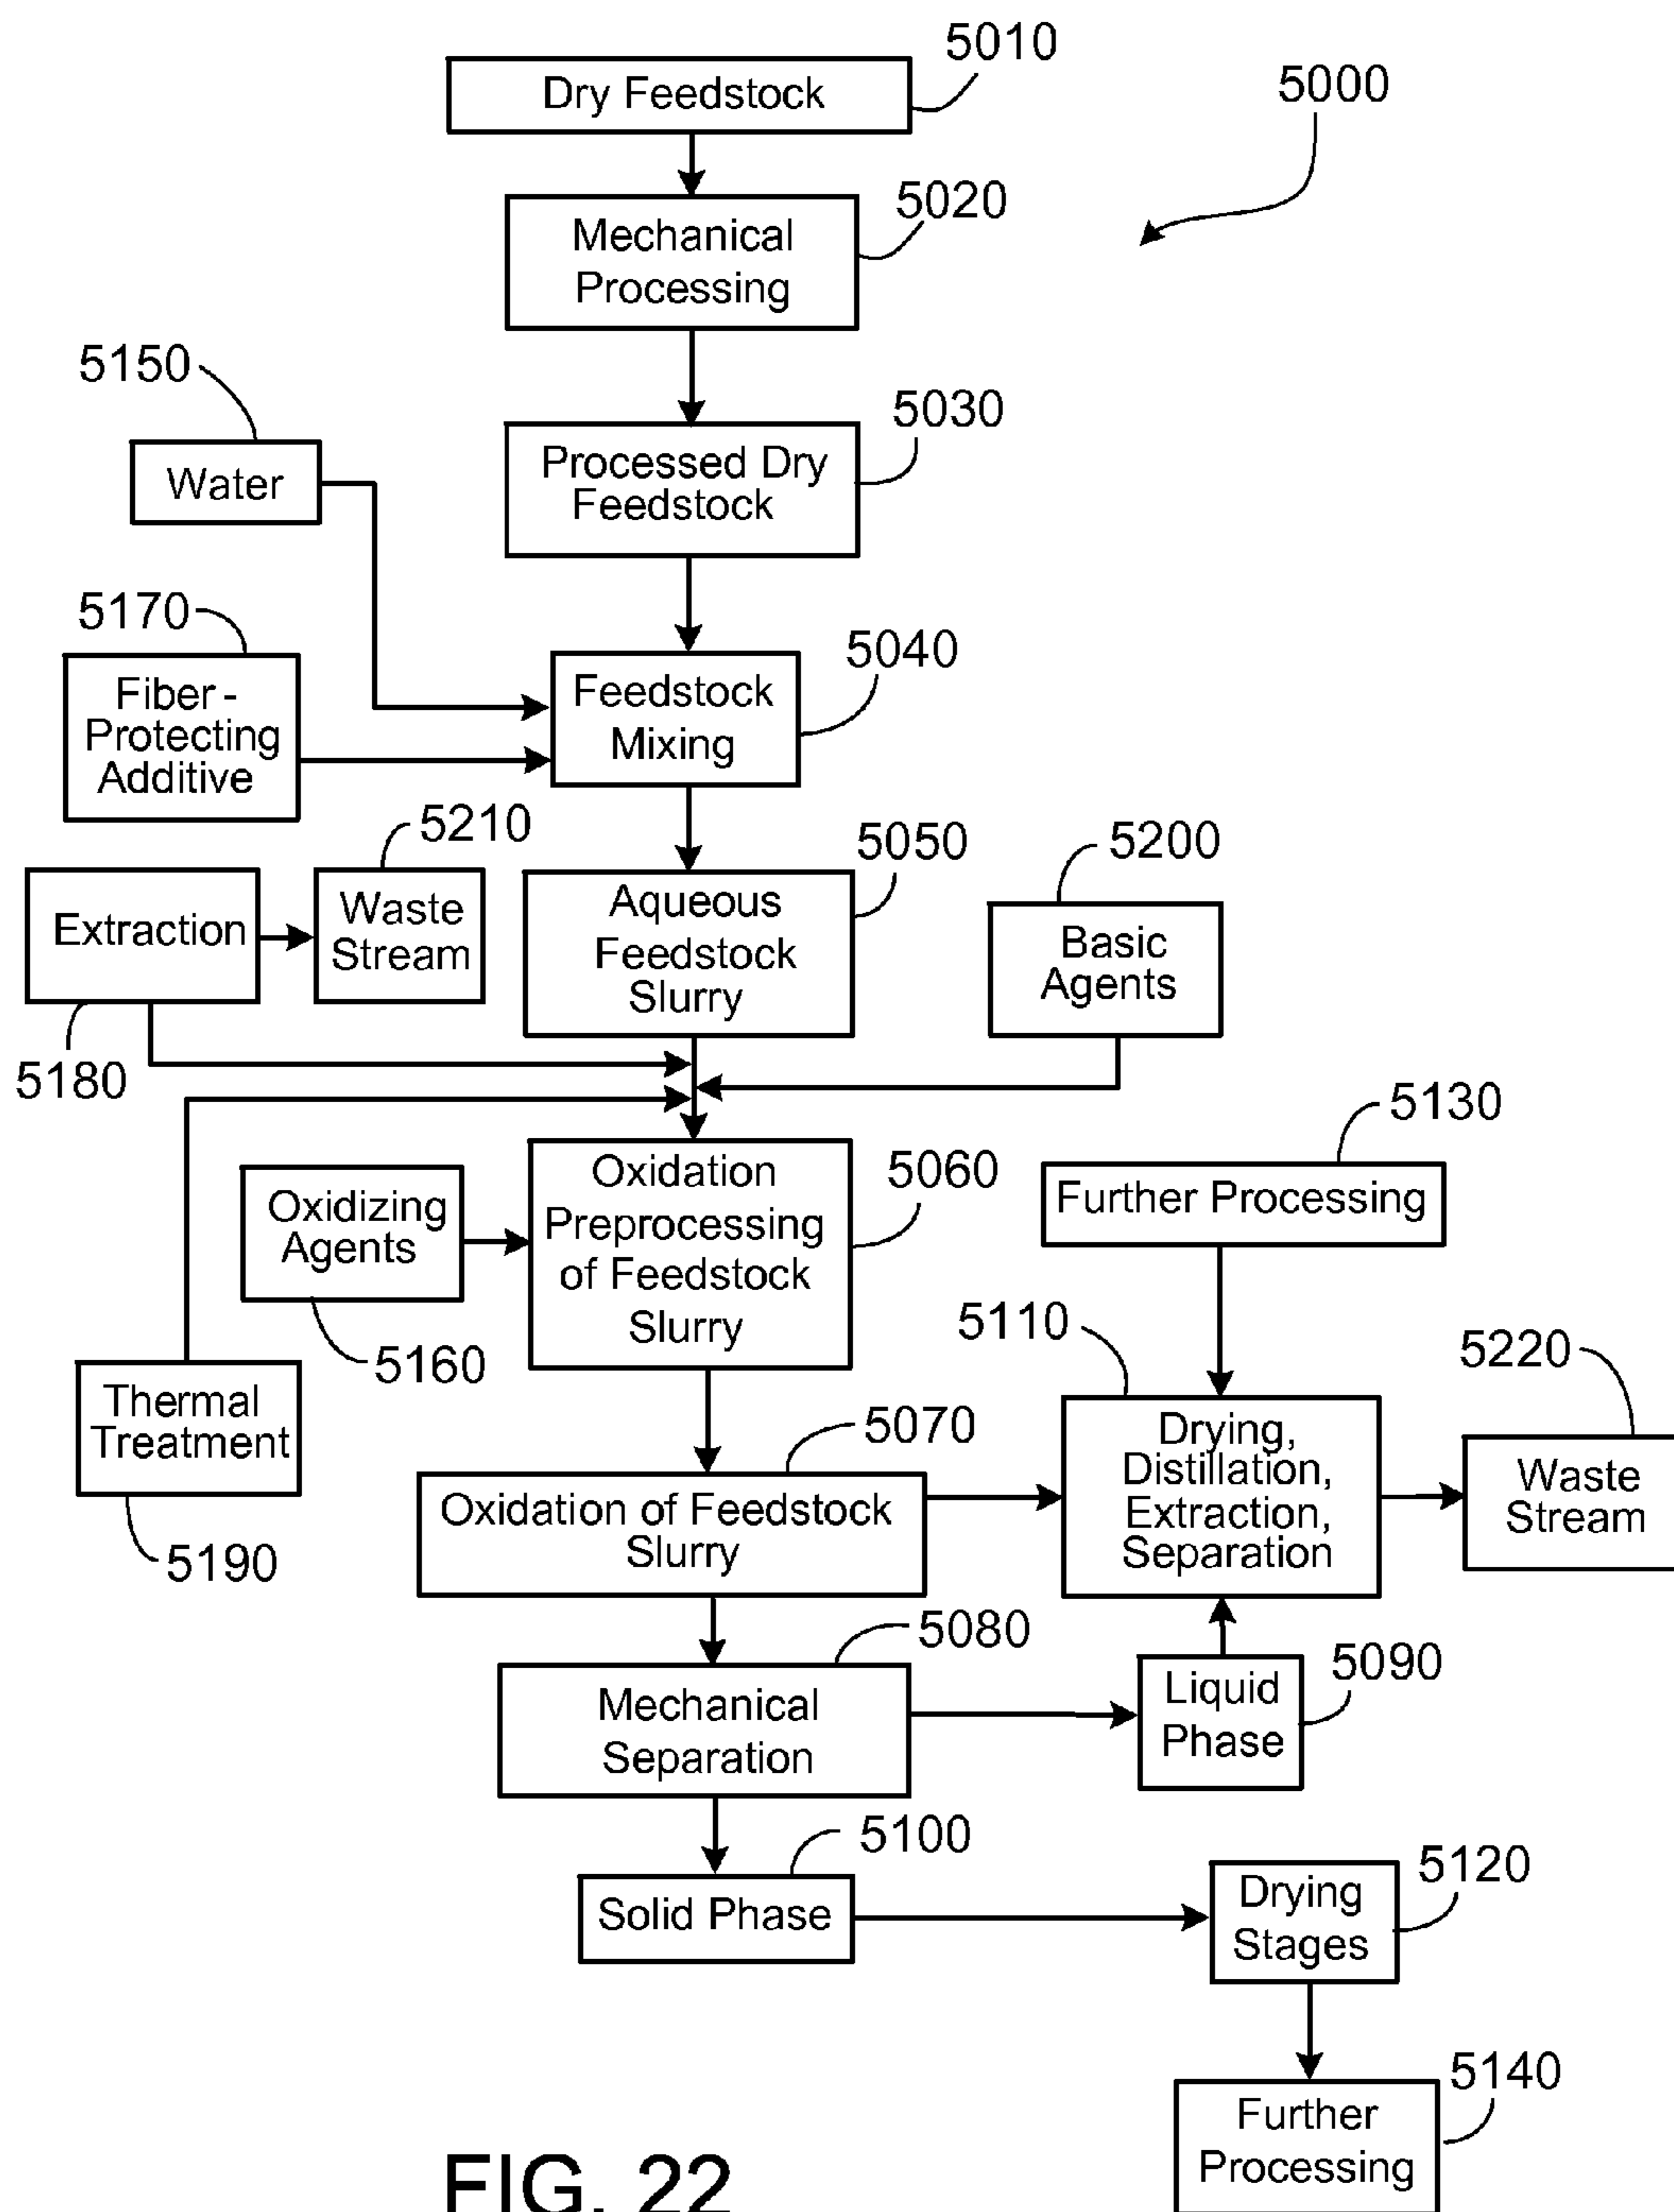 5010
Dry Feedstock
5000
5020
Mechanical
Processing
5150
5030
Water
Processed Dry
Feedstock
5170
5040
Fiber -
Protecting
Additive
Feedstock
Mixing
5210
5050
5200
Extraction
Waste
Stream
Aqueous
Feedstock
Slurry
Basic
Agents
5180
5130
5060
Oxidizing
Agents
Oxidation
Preprocessing
of Feedstock
Slurry
Further Processing
5110
5220
5160
Thermal
Treatment
5070
Drying,
Distillation,
Extraction,
Separation
Waste
Stream
Oxidation of Feedstock
Slurry
5190
5080
5090
Mechanical
Separation
Liquid
Phase
5100
5120
Solid Phase
Drying
Stages
5140
Further
Processing
FIG. 22